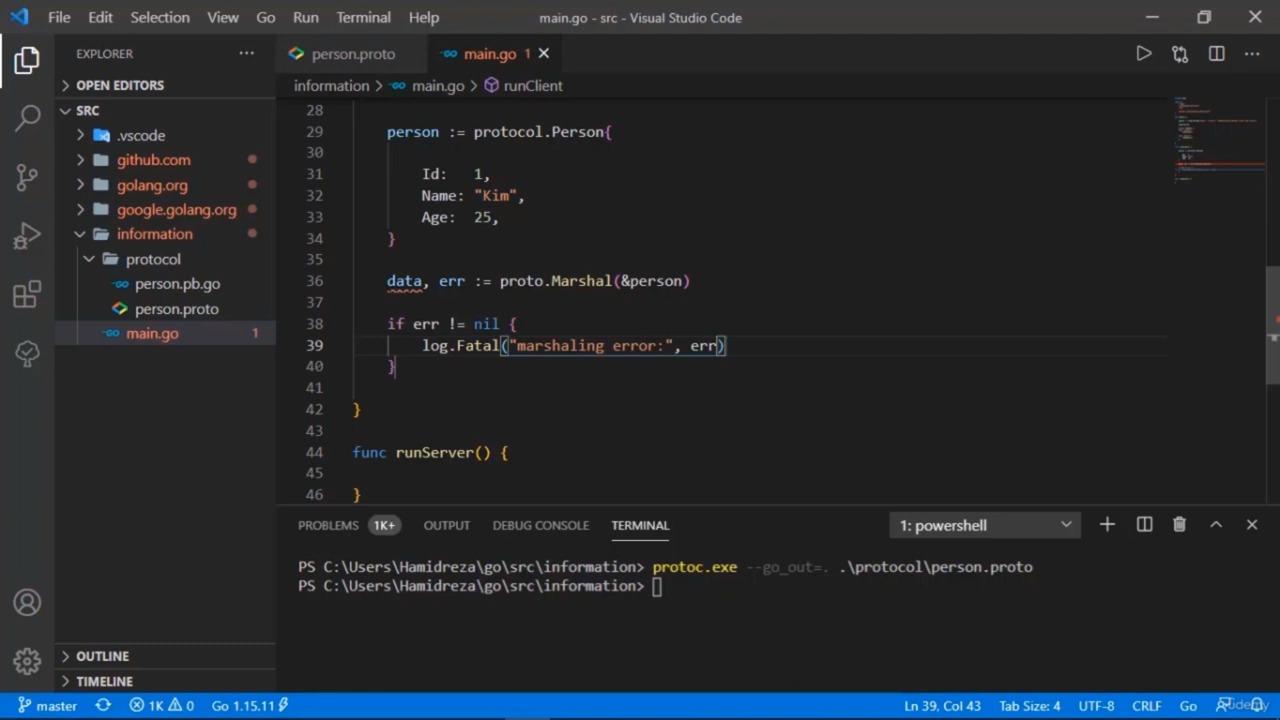 File Edit Selection View Go Run Terminal Help main.go - src - Visual Studio Code
EXPLORER
OPEN EDITORS
SRC
.vscode
github.com
golang.org
google.golang.org
information
protocol
person.pb.go
person.proto
main.go 1
OUTLINE
TIMELINE
person.proto main.go 1
information > main.go > runClient
28
29 person := protocol.Person{
30
31 Id: 1,
32 Name: "Kim",
33 Age: 25,
34 }
35
36 data, err := proto.Marshal(&person)
37
38 if err != nil {
39 log.Fatal("marshaling error:", err)
40 }
41
42 }
43
44 func runServer() {
45
46 }
PROBLEMS 1K+ OUTPUT DEBUG CONSOLE TERMINAL 1: powershell
PS C:\Users\Hamidreza\go\src\information> protoc.exe --go_out=. .\protocol\person.proto
PS C:\Users\Hamidreza\go\src\information>
master 1K 0 Go 1.15.11 Ln 39, Col 43 Tab Size: 4 UTF-8 CRLF Go